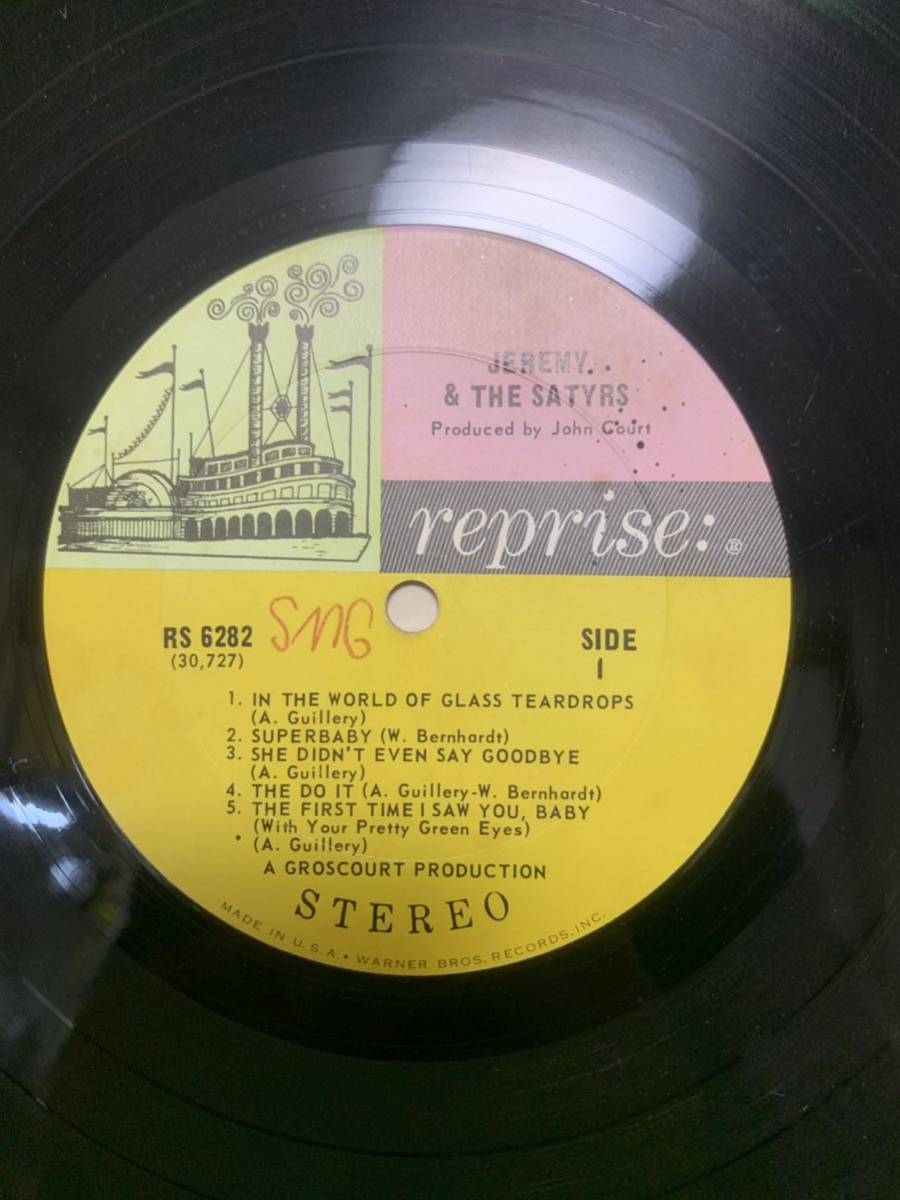 JEREMY
& THE SATYRS
Produced by John Court
reprise: ®
RS 6282
(30,727)
SIDE
1
1. IN THE WORLD OF GLASS TEARDROPS
(A. Guillery)
2. SUPERBABY (W. Bernhardt)
3. SHE DIDN'T EVEN SAY GOODBYE
(A. Guillery)
4. THE DO IT (A. Guillery-W. Bernhardt)
5. THE FIRST TIME I SAW YOU, BABY
(With Your Pretty Green Eyes)
(A. Guillery)
A GROSCOURT PRODUCTION
STEREO
MADE IN U.S.A. • WARNER BROS. RECORDS, INC.